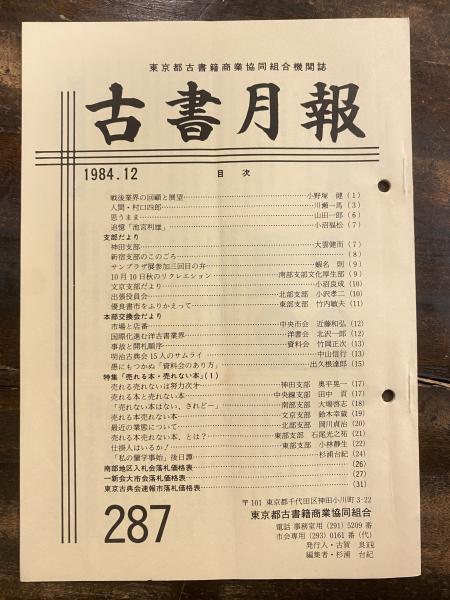 東京都古書籍商業協同組合機関誌
古書月報
1984.12
目 次
戦後業界の回顧と展望……小野塚 健 (1)
人間・村口四郎……川瀬一馬 (3)
思うまま……山田一郎 (6)
追憶「池宮利雄」……小沼福松 (7)
支部だより
神田支部……大雲健而 (7)
新宿支部のこのごろ…… (8)
サンプラザ展参加三回目の弁……蝦名 則 (9)
10月10日秋のリクレエション……南部支部文化厚生部 (9)
文京支部だより……小沼良成 (10)
出張投員会……北部支部 小沢孝二 (10)
優良書市をふりかえって……東部支部 竹内敏夫 (11)
本部交換会だより
市場と店番……中央市会 近藤和弘 (12)
国際化進む洋古書業界……洋書会 北沢一郎 (12)
事故と開札順序……資料会 竹岡正次 (13)
明治古典会15人のサムライ……中山信行 (13)
愚にもつかぬ「資料会のあり方」……出久根達郎 (15)
特集「売れる本・売れない本」(1)
売れる売れないは努力次オ……神田支部 奥平晃一 (17)
売れる本と売れない本……中央線支部 田中 貢 (17)
「売れない本はない、されど―」……南部支部 大場啓志 (18)
売れる本売れない本……文京支部 鈴木幸蔵 (19)
最近の業態について……北部支部 岡川貞治 (20)
売れる本売れない本、とは?……東部支部 石尾光之祐 (21)
仕掛人はいるか!……東部支部 小林静生 (22)
「私の蘭学事始」後日譚……杉浦台紀 (24)
南部地区入札会落札価格表…… (26)
一新会大市会落札価格表…… (27)
東京古典会速報市落札価格表…… (31)
287
〒101 東京都千代田区神田小川町3-22
東京都古書籍商業協同組合
電話 事務室用 (291) 5209 番
市会専用 (293) 0161 番 (代)
発行人・古賀 良
編集者・杉浦 台紀